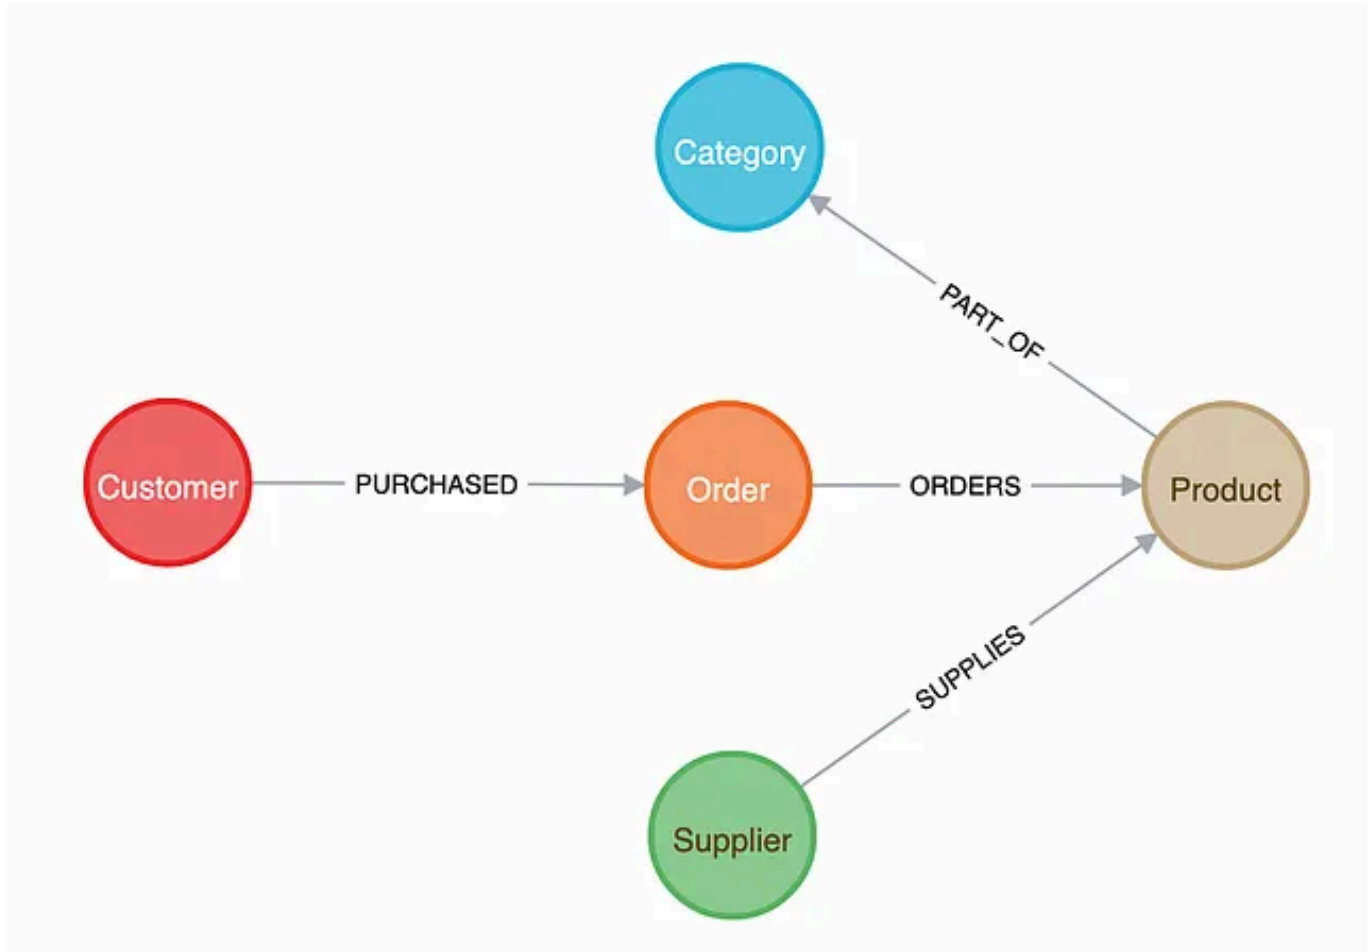 Category
PART_OF
Customer
PURCHASED
Order
ORDERS
Product
SUPPLIES
Supplier